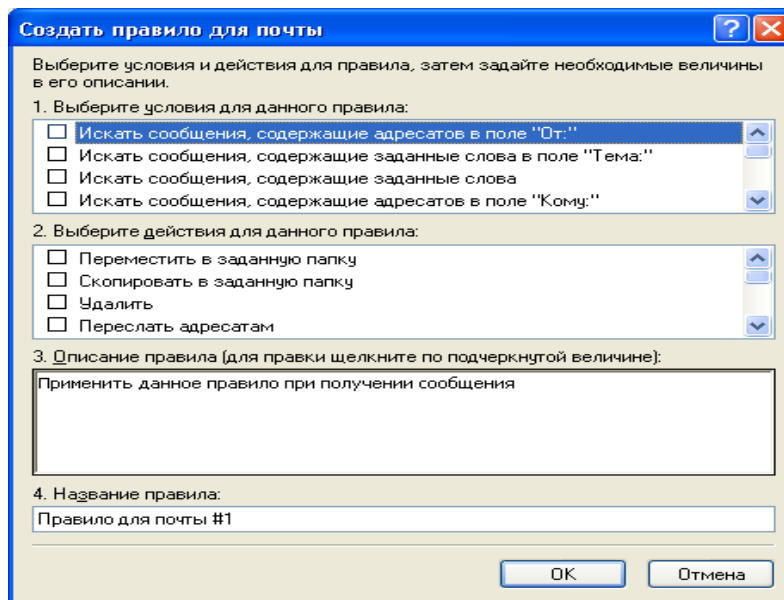 Создать правило для почты
Выберите условия и действия для правила, затем задайте необходимые величины
в его описании.
1. Выберите условия для данного правила:
Искать сообщения, содержащие адресатов в поле "От:"
Искать сообщения, содержащие заданные слова в поле "Тема:"
Искать сообщения, содержащие заданные слова
Искать сообщения, содержащие адресатов в поле "Кому:"
2. Выберите действия для данного правила:
Переместить в заданную папку
Скопировать в заданную папку
Удалить
Переслать адресатам
3. Описание правила (для правки щелкните по подчеркнутой величине):
Применить данное правило при получении сообщения
4. Название правила:
Правило для почты #1
OK
Отмена